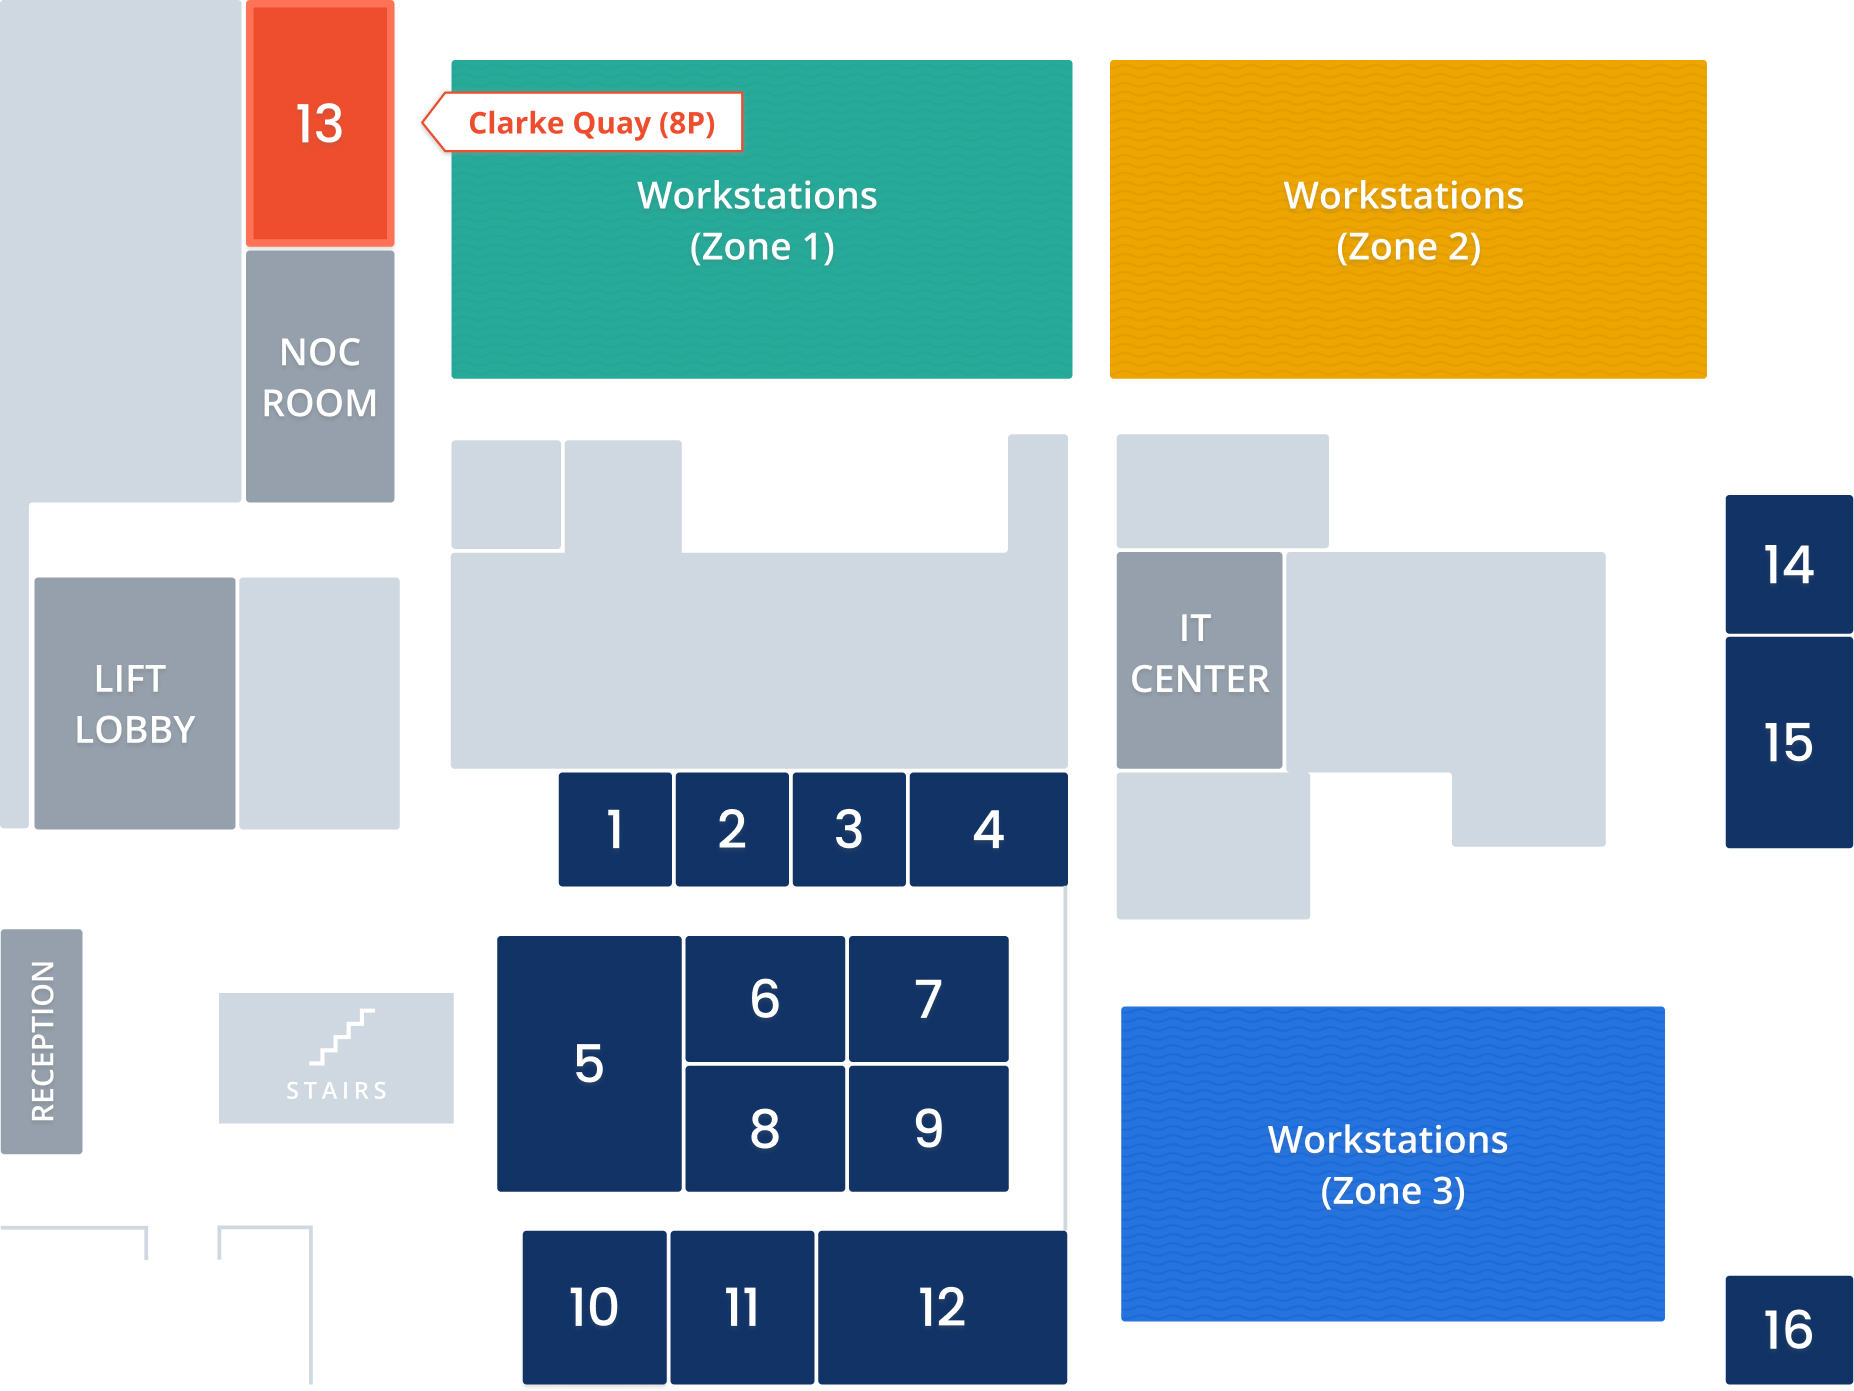 13
Clarke Quay (8P)
Workstations
(Zone 1)
Workstations
(Zone 2)
NOC
ROOM
LIFT
LOBBY
IT
CENTER
14
15
1
2
3
4
RECEPTION
STAIRS
5
6
7
8
9
Workstations
(Zone 3)
10
11
12
16